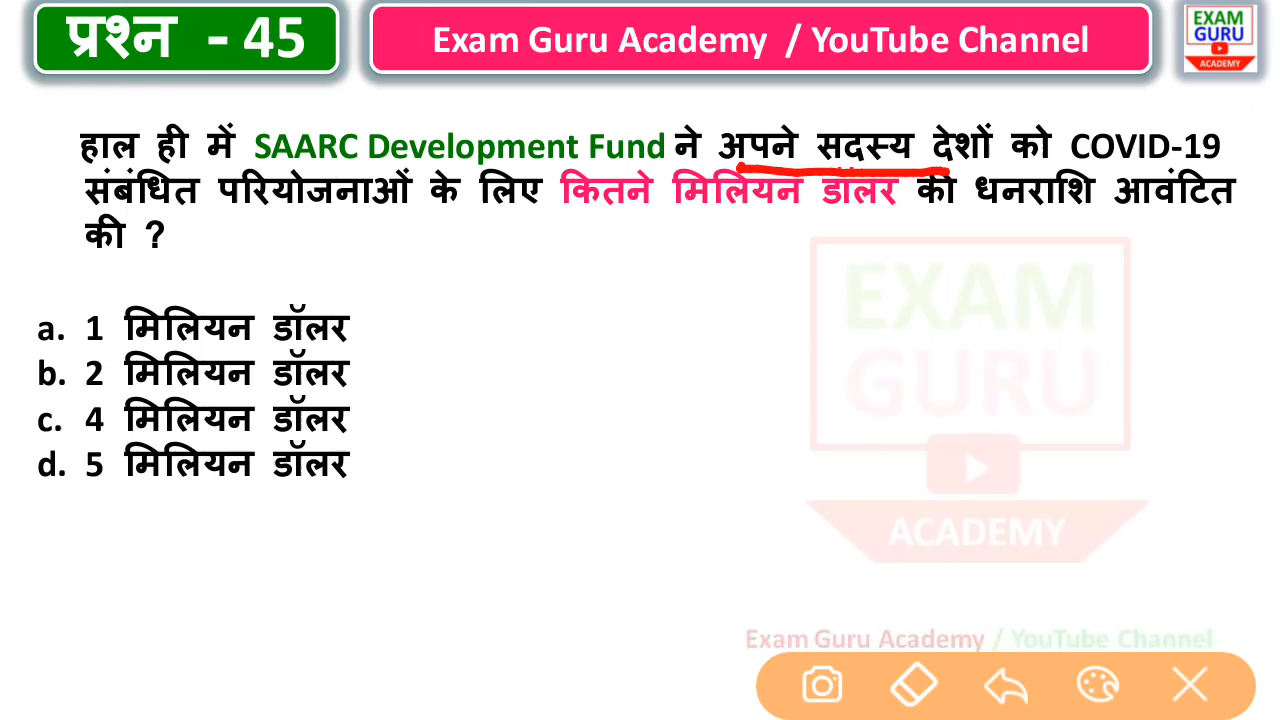 प्रश्न - 45
Exam Guru Academy / YouTube Channel
EXAM
GURU
ACADEMY
हाल ही में SAARC Development Fund ने अपने सदस्य देशों को COVID-19
संबंधित परियोजनाओं के लिए कितने मिलियन डॉलर की धनराशि आवंटित
की ?
a. 1 मिलियन डॉलर
b. 2 मिलियन डॉलर
c. 4 मिलियन डॉलर
d. 5 मिलियन डॉलर
EXAM
GURU
ACADEMY
Exam Guru Academy / YouTube Channel